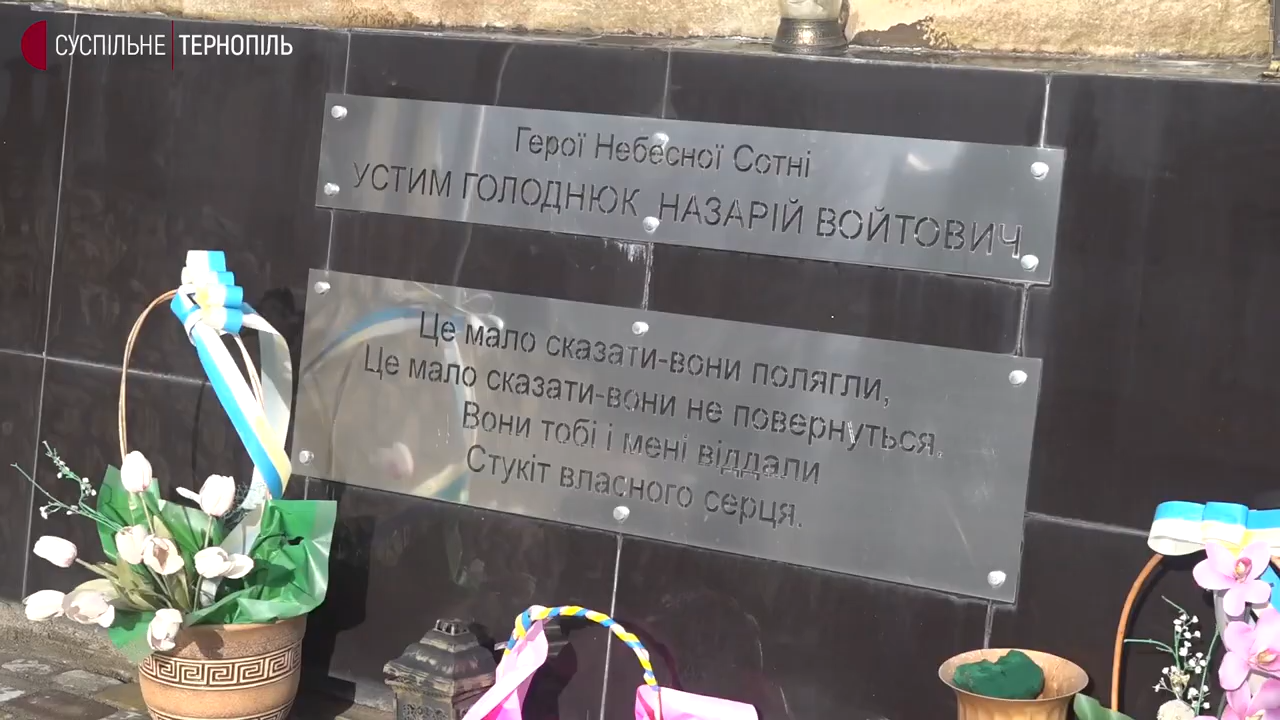 СУСПІЛЬНЕ ТЕРНОПІЛЬ
Герої Небесної Сотні
УСТИМ ГОЛОДНЮК НАЗАРІЙ ВОЙТОВИЧ
Це мало сказати-вони полягли,
Це мало сказати-вони не повернуться.
Вони тобі і мені віддали
Стукіт власного серця.